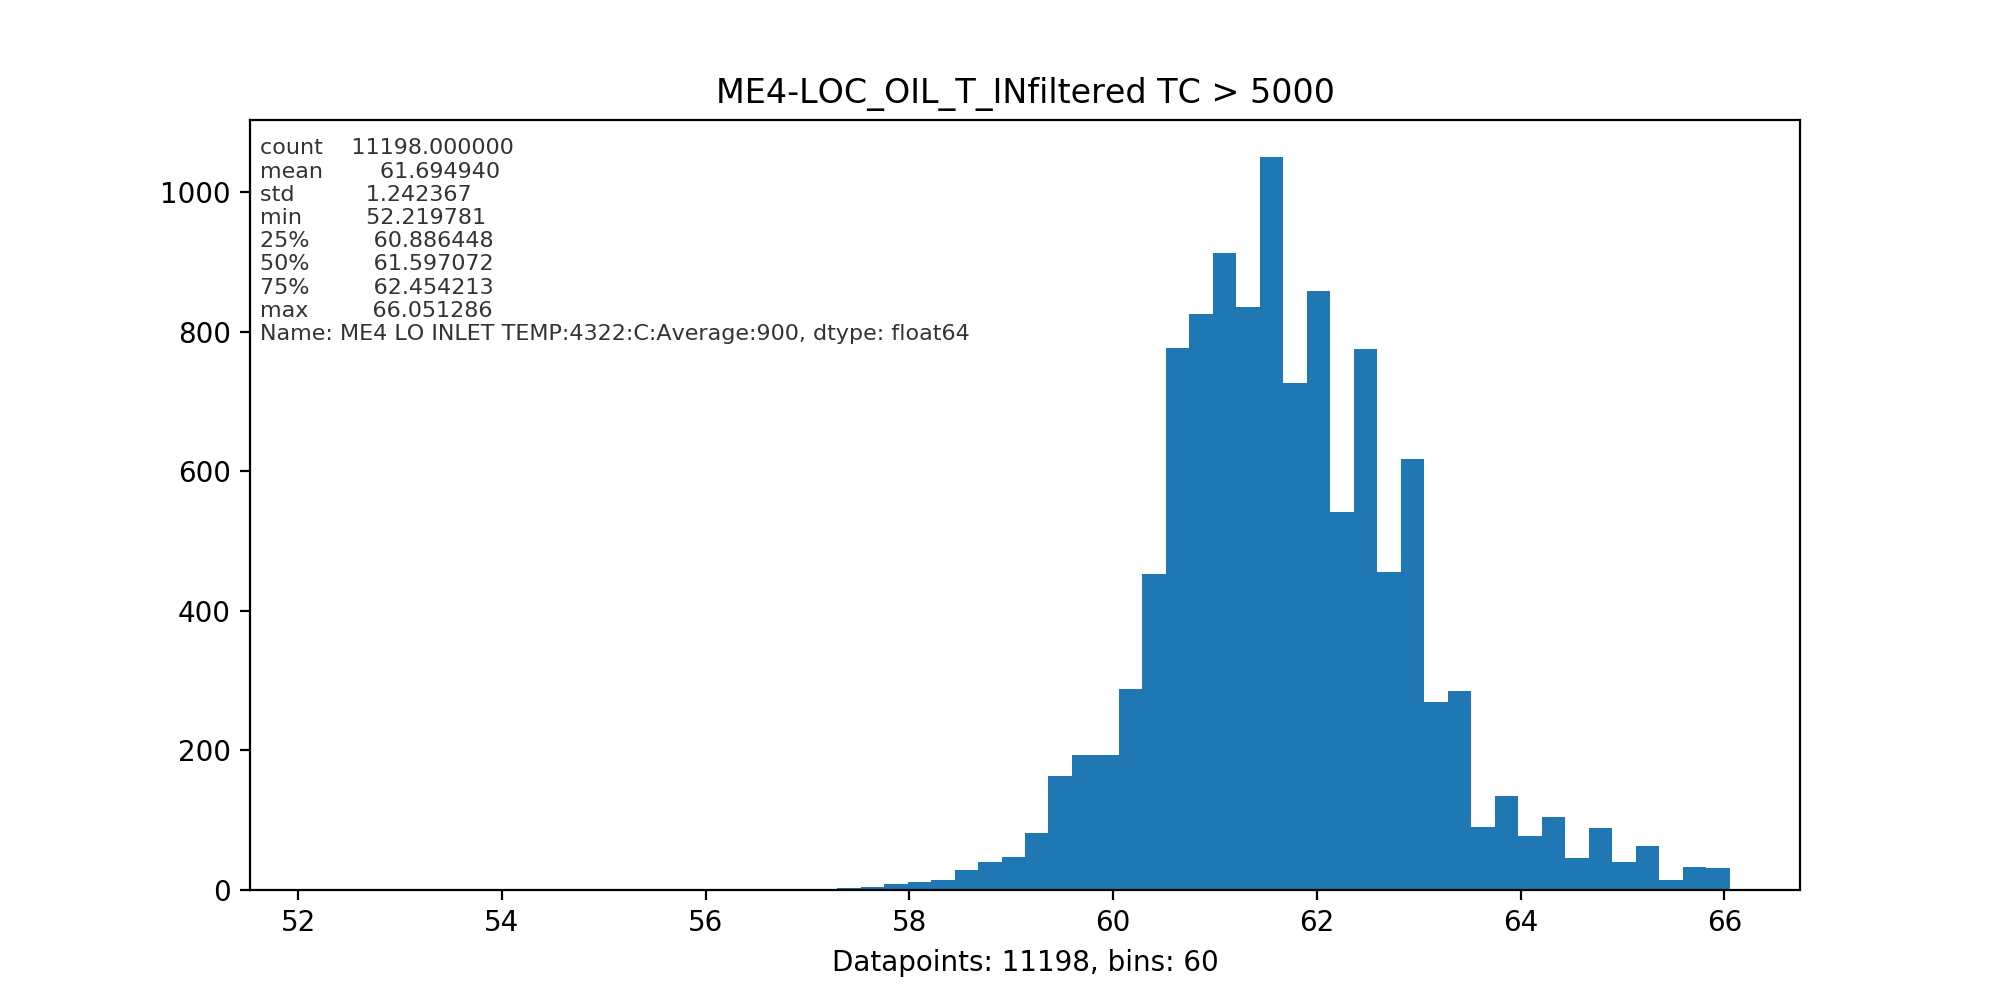 ME4-LOC_OIL_T_INfiltered TC > 5000
count 11198.000000
mean 61.694940
std 1.242367
min 52.219781
25% 60.886448
50% 61.597072
75% 62.454213
max 66.051286
Name: ME4 LO INLET TEMP:4322:C:Average:900, dtype: float64
1000
800
600
400
200
0
52 54 56 58 60 62 64 66
Datapoints: 11198, bins: 60